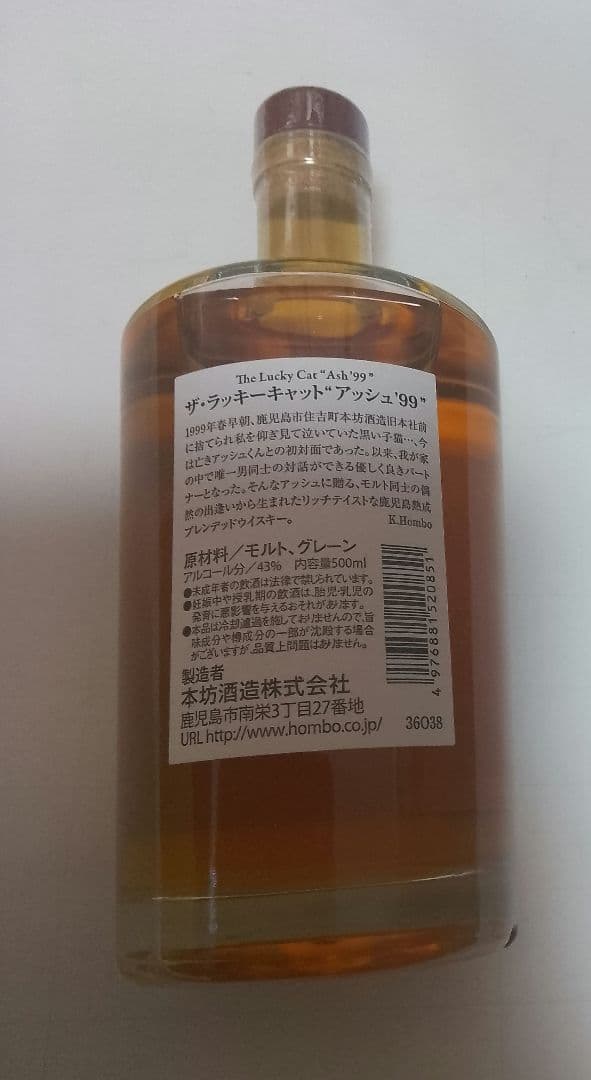 The Lucky Cat “Ash’99”
ザ・ラッキーキャット“アッシュ’99”
1999年春早朝、鹿児島市住吉町本坊酒造旧本社前
に捨てられ私を仰ぎ見て泣いていた黒い子猫…、今
は亡きアッシュくんとの初対面であった。以来、我が家
の中で唯一男同士の対話ができる優しく良きパート
ナーとなった。そんなアッシュに贈る、モルト同士の偶
然の出逢いから生まれたリッチテイストな鹿児島熟成
ブレンデッドウイスキー。 K.Hombo
原材料／モルト、グレーン
アルコール分／43% 内容量500ml
●未成年者の飲酒は法律で禁じられています。
●妊娠中や授乳期の飲酒は、胎児・乳児の
発育に悪影響を与えるおそれがあります。
●本品は冷却濾過を施しておりませんので、旨
味成分や樽成分の一部が沈殿する場合
がございますが、品質上問題はありません。
製造者
本坊酒造株式会社
鹿児島市南栄3丁目27番地
URL http://www.hombo.co.jp/
4976881520851
36038